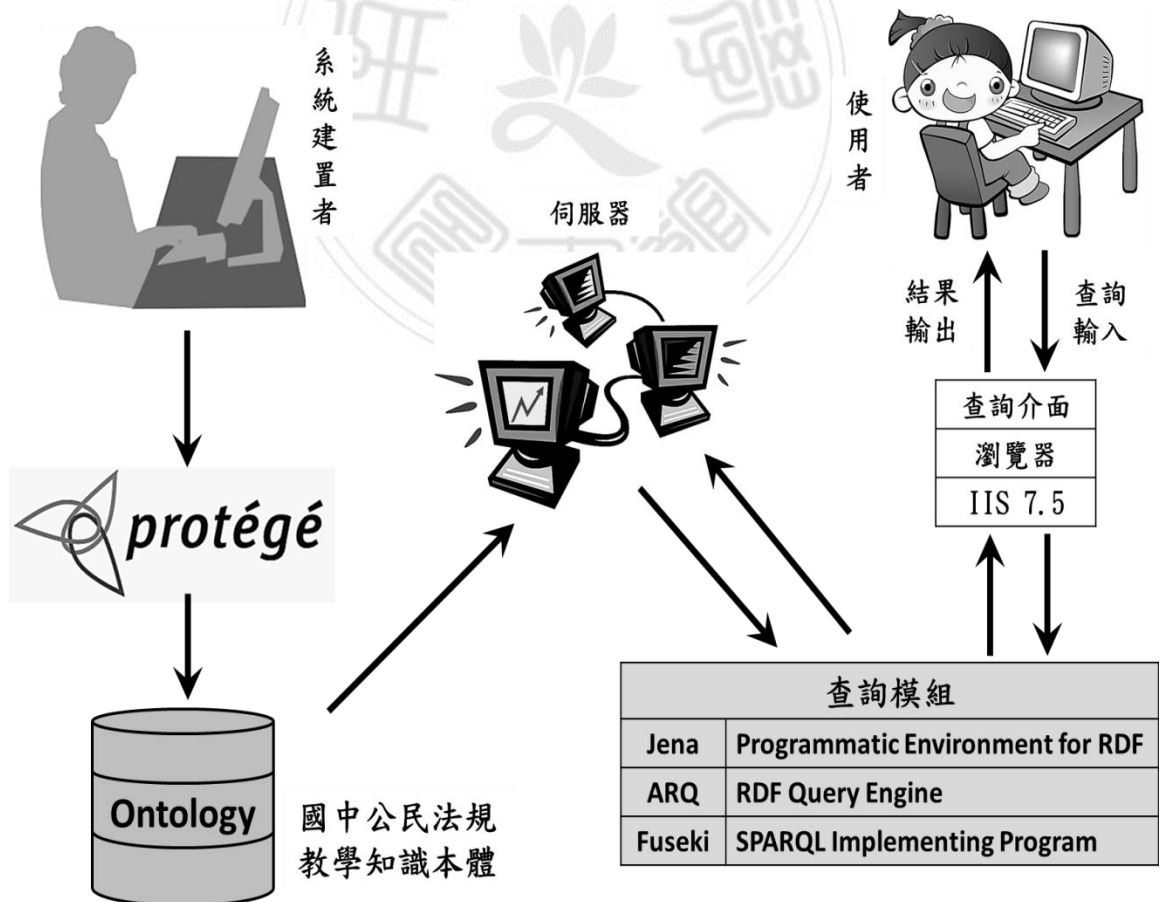 系統建置者
使用者
伺服器
結果輸出
查詢輸入
查詢介面
瀏覽器
IIS 7.5
protégé
查詢模組
Jena Programmatic Environment for RDF
ARQ RDF Query Engine
Fuseki SPARQL Implementing Program
Ontology
國中公民法規
教學知識本體